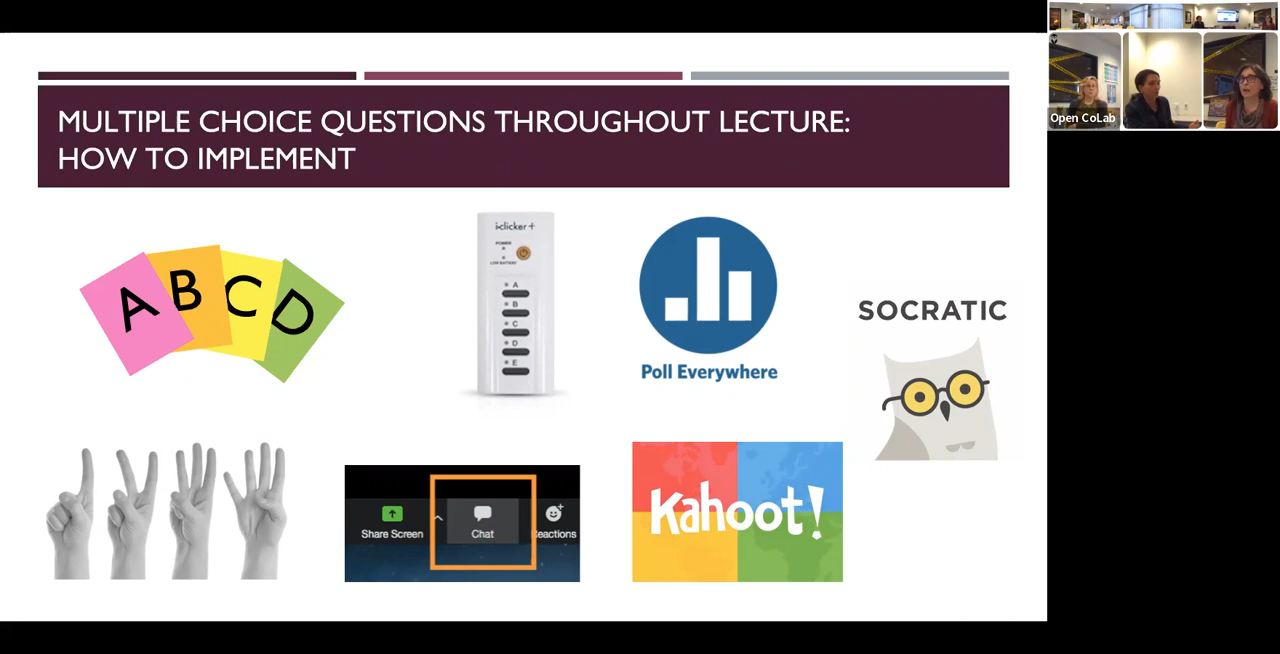 MULTIPLE CHOICE QUESTIONS THROUGHOUT LECTURE:
HOW TO IMPLEMENT
A B C D
i>clicker+
POWER
LOW BATTERY
A
B
C
D
E
Poll Everywhere
SOCRATIC
Share Screen
Chat
Reactions
Kahoot!
Open CoLab